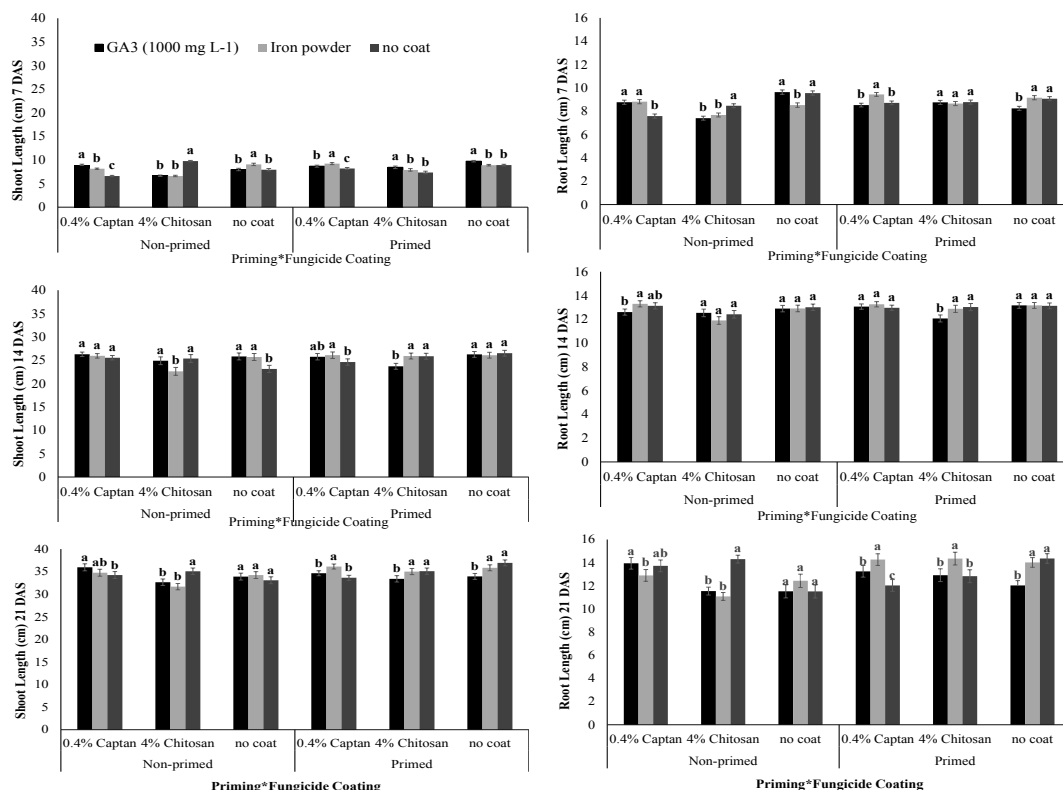 40
35
30
25
20
15
10
5
0
Shoot Length (cm) 7 DAS
GA3 (1000 mg L-1) Iron powder no coat
a b c b b a b a b b a c a b b a b b
0.4% Captan 4% Chitosan no coat 0.4% Captan 4% Chitosan no coat
Non-primed Primed
Priming*Fungicide Coating
16
14
12
10
8
6
4
2
0
Root Length (cm) 7 DAS
a a b b b a a b a b a b a a a b a a
0.4% Captan 4% Chitosan no coat 0.4% Captan 4% Chitosan no coat
Non-primed Primed
Priming*Fungicide Coating
40
35
30
25
20
15
10
5
0
Shoot Length (cm) 14 DAS
a a a a b a a a b ab a b b a a a a a
0.4% Captan 4% Chitosan no coat 0.4% Captan 4% Chitosan no coat
Non-primed Primed
Priming*Fungicide Coating
16
14
12
10
8
6
4
2
0
Root Length (cm) 14 DAS
b a ab a a a a a a a a a b a a a a a
0.4% Captan 4% Chitosan no coat 0.4% Captan 4% Chitosan no coat
Non-primed Primed
Priming*Fungicide Coating
40
35
30
25
20
15
10
5
0
Shoot Length (cm) 21 DAS
a ab b b b a a a a b a b b a a b a a
0.4% Captan 4% Chitosan no coat 0.4% Captan 4% Chitosan no coat
Non-primed Primed
Priming*Fungicide Coating
16
14
12
10
8
6
4
2
0
Root Length (cm) 21 DAS
a b ab b b a a a a b a c b a b b a a
0.4% Captan 4% Chitosan no coat 0.4% Captan 4% Chitosan no coat
Non-primed Primed
Priming*Fungicide Coating